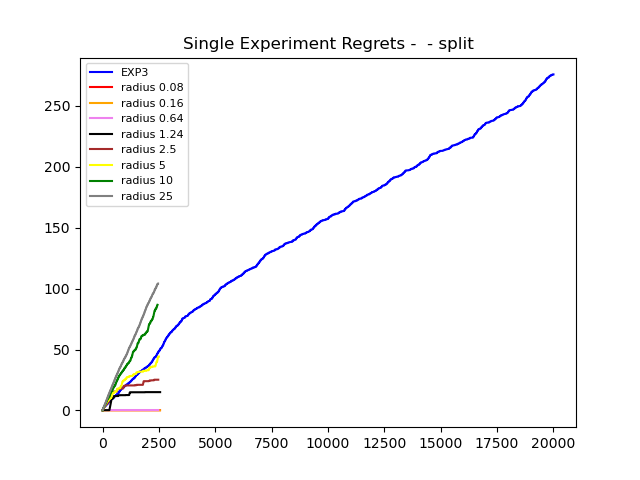 Single Experiment Regrets -  - split
EXP3
radius 0.08
radius 0.16
radius 0.64
radius 1.24
radius 2.5
radius 5
radius 10
radius 25
250
200
150
100
50
0
0 2500 5000 7500 10000 12500 15000 17500 20000